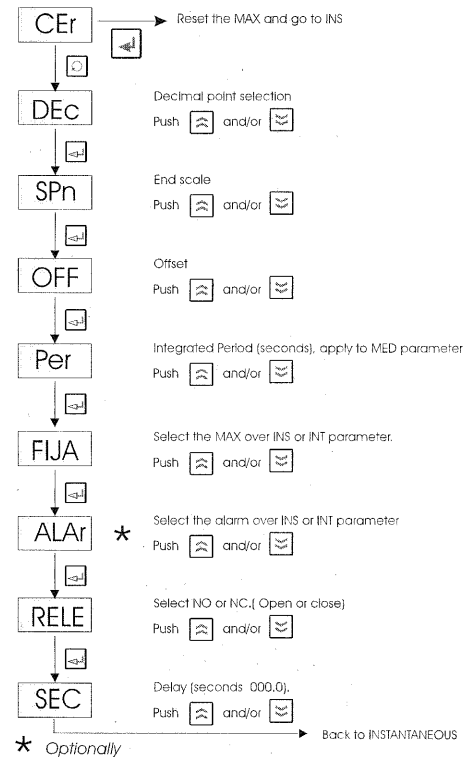 CEr
Reset the MAX and go to INS
DEc
Decimal point selection
Push and/or
SPn
End scale
Push and/or
OFF
Offset
Push and/or
Per
Integrated Period (seconds), apply to MED parameter
Push and/or
FIJA
Select the MAX over INS or INT parameter.
Push and/or
ALAr
* Select the alarm over INS or INT parameter
Push and/or
RELE
Select NO or NC.( Open or close)
Push and/or
SEC
Delay (seconds 000.0).
Push and/or
Back to INSTANTANEOUS
* Optionally